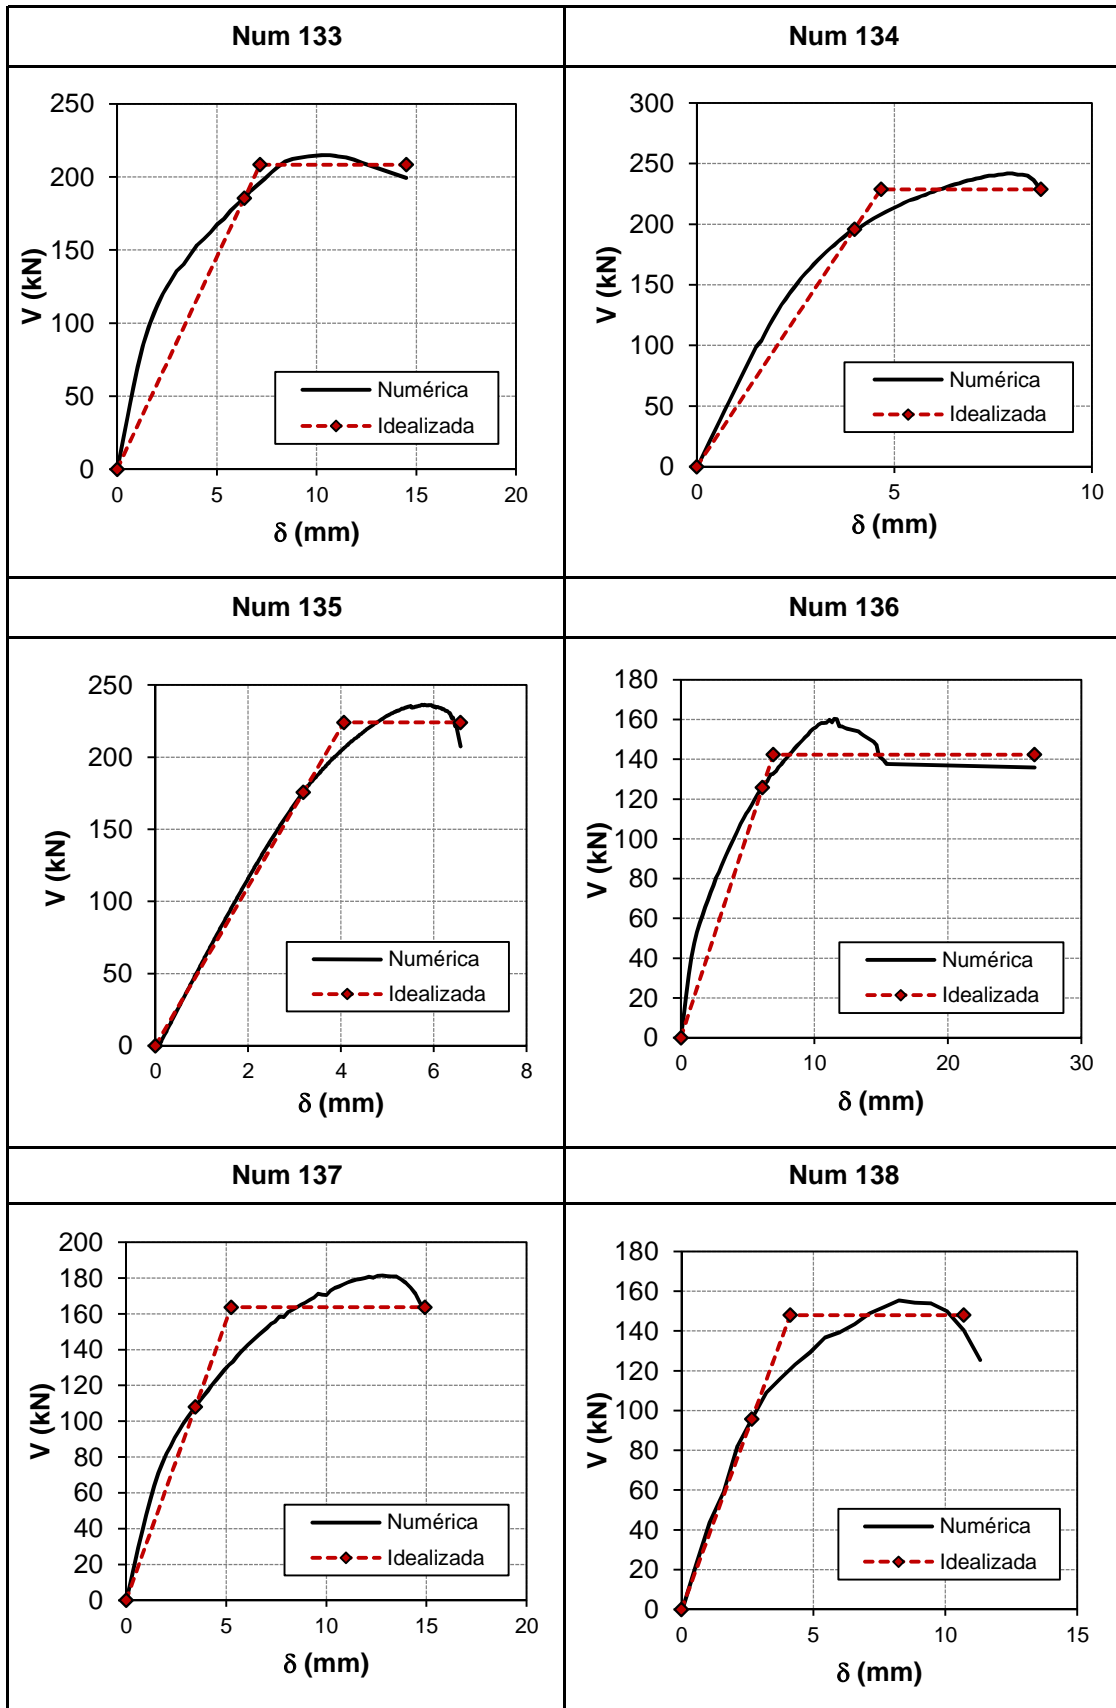 Num 133
Num 134
250
200
150
100
50
0
V (kN)
0 5 10 15 20
δ (mm)
Numérica
Idealizada
300
250
200
150
100
50
0
V (kN)
0 5 10
δ (mm)
Numérica
Idealizada
Num 135
Num 136
250
200
150
100
50
0
V (kN)
0 2 4 6 8
δ (mm)
Numérica
Idealizada
180
160
140
120
100
80
60
40
20
0
V (kN)
0 10 20 30
δ (mm)
Numérica
Idealizada
Num 137
Num 138
200
180
160
140
120
100
80
60
40
20
0
V (kN)
0 5 10 15 20
δ (mm)
Numérica
Idealizada
180
160
140
120
100
80
60
40
20
0
V (kN)
0 5 10 15
δ (mm)
Numérica
Idealizada